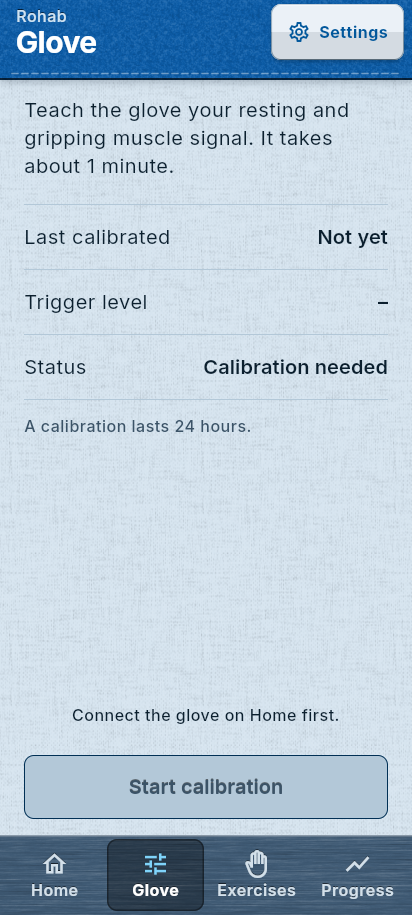 Rohab
Glove
Settings
Teach the glove your resting and
gripping muscle signal. It takes
about 1 minute.
Last calibrated Not yet
Trigger level –
Status Calibration needed
A calibration lasts 24 hours.
Connect the glove on Home first.
Start calibration
Home Glove Exercises Progress